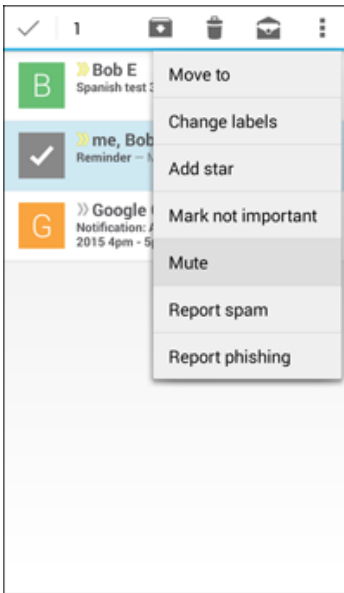 1
B
Bob E
Spanish test
me, Bob
Reminder —
G
Google
Notification:
2015 4pm - 5
Move to
Change labels
Add star
Mark not important
Mute
Report spam
Report phishing